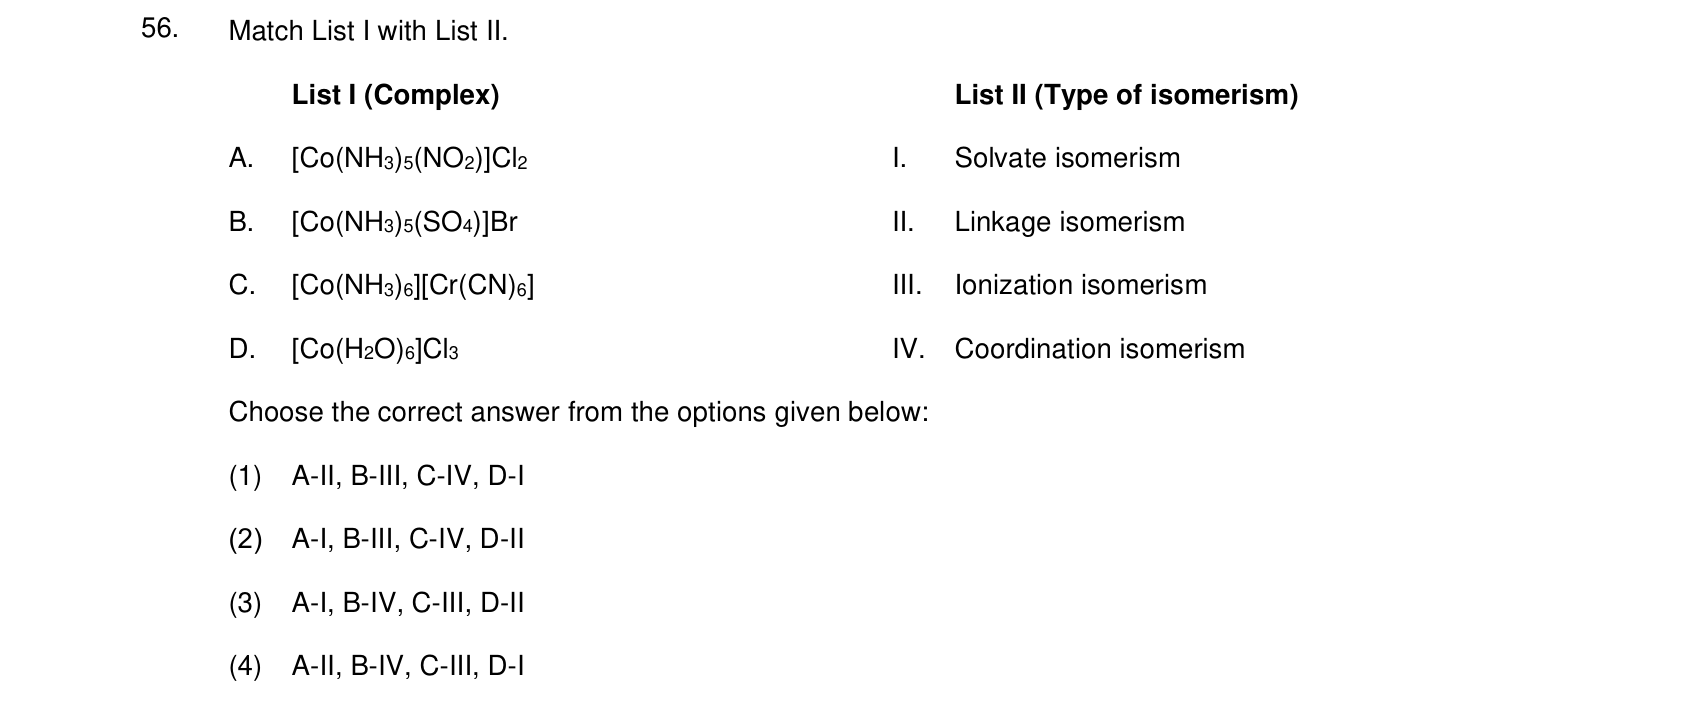 56. Match List I with List II.
List I (Complex) List II (Type of isomerism)
A. [Co(NH₃)₅(NO₂)]Cl₂ I. Solvate isomerism
B. [Co(NH₃)₅(SO₄)]Br II. Linkage isomerism
C. [Co(NH₃)₆][Cr(CN)₆] III. Ionization isomerism
D. [Co(H₂O)₆]Cl₃ IV. Coordination isomerism
Choose the correct answer from the options given below:
(1) A-II, B-III, C-IV, D-I
(2) A-I, B-III, C-IV, D-II
(3) A-I, B-IV, C-III, D-II
(4) A-II, B-IV, C-III, D-I